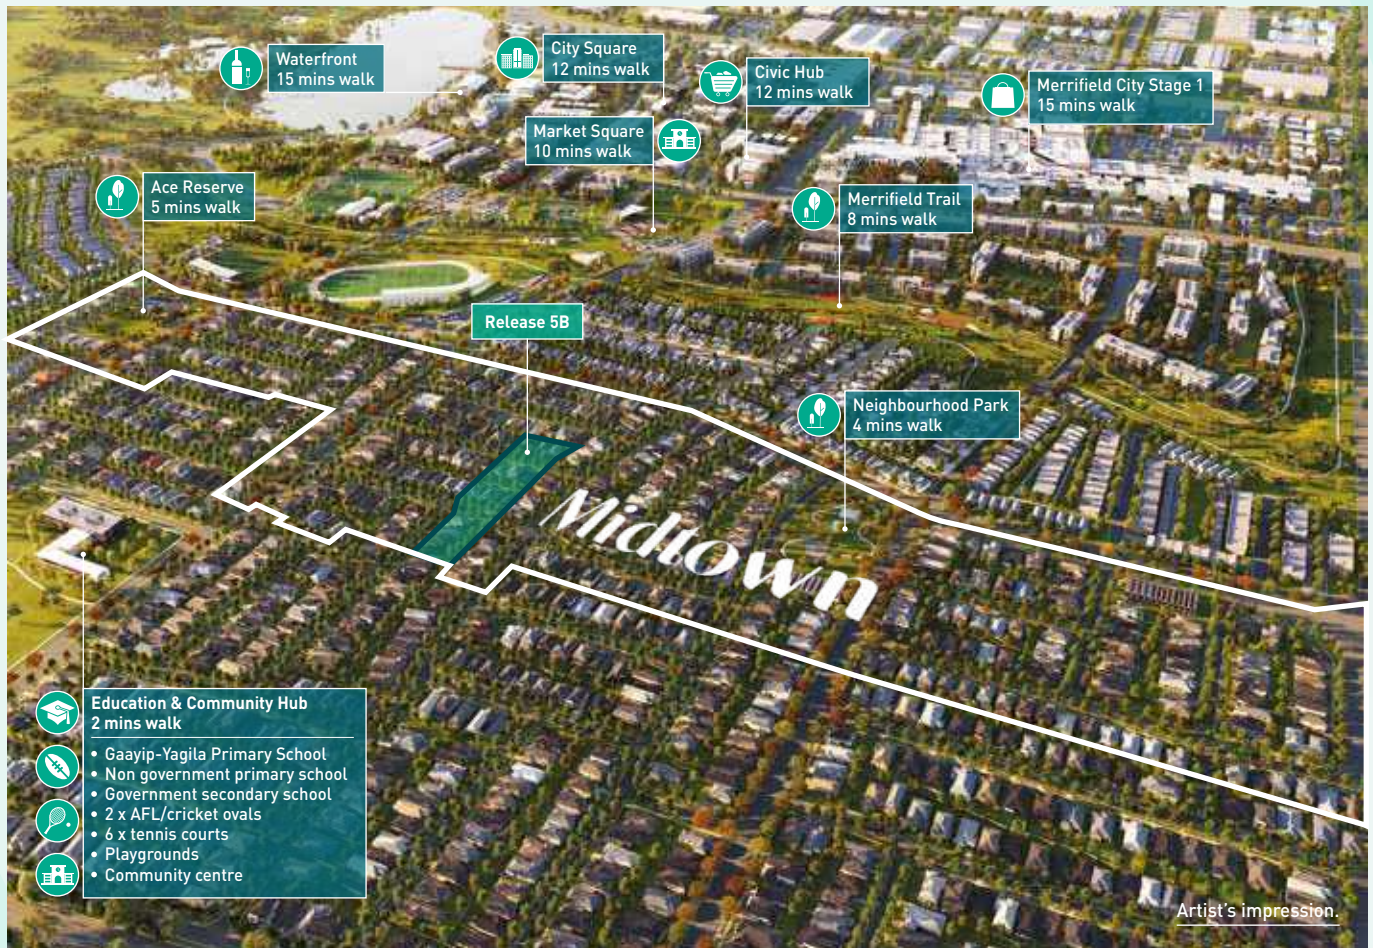 Waterfront
15 mins walk
City Square
12 mins walk
Civic Hub
12 mins walk
Merrifield City Stage 1
15 mins walk
Market Square
10 mins walk
Ace Reserve
5 mins walk
Merrifield Trail
8 mins walk
Release 5B
Neighbourhood Park
4 mins walk
Midtown
Education & Community Hub
2 mins walk
• Gaayip-Yagila Primary School
• Non government primary school
• Government secondary school
• 2 x AFL/cricket ovals
• 6 x tennis courts
• Playgrounds
• Community centre
Artist's impression.